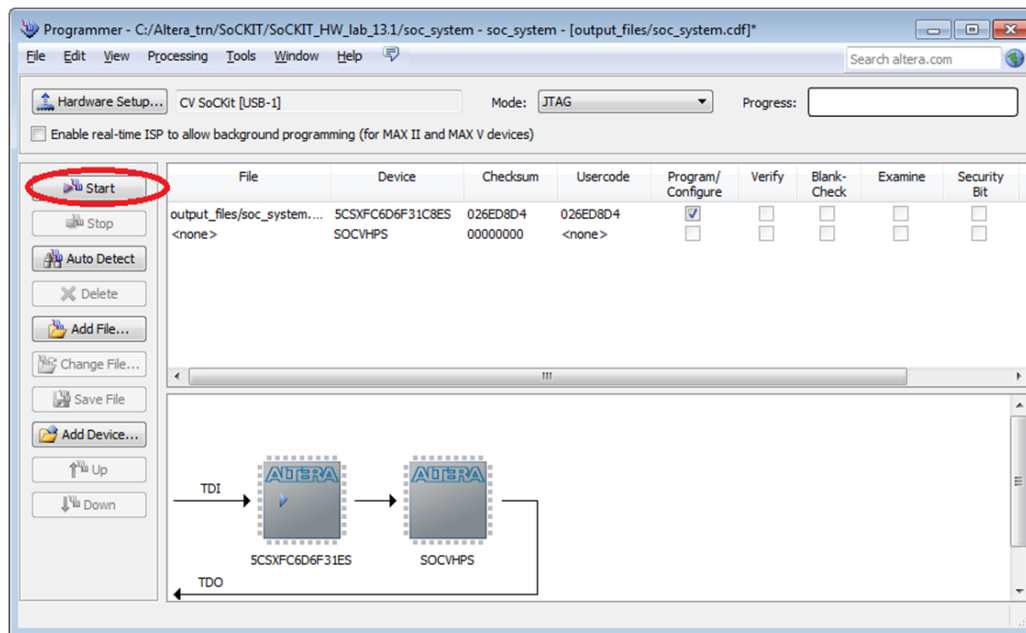 Programmer - C:/Altera_trn/SoCKIT/SoCKIT_HW_lab_13.1/soc_system - soc_system - [output_files/soc_system.cdf]*
File Edit View Processing Tools Window Help
Search altera.com
Hardware Setup... CV SoCKit [USB-1] Mode: JTAG Progress:
Enable real-time ISP to allow background programming (for MAX II and MAX V devices)
Start
Stop
Auto Detect
Delete
Add File...
Change File...
Save File
Add Device...
Up
Down
File Device Checksum Usercode Program/ Verify Blank- Examine Security
Configure Check Bit
output_files/soc_system.... 5CSXFC6D6F31C8ES 026ED8D4 026ED8D4
<none> SOCVHPS 00000000 <none>
ALTERA ALTERA
TDI
5CSXFC6D6F31ES SOCVHPS
TDO